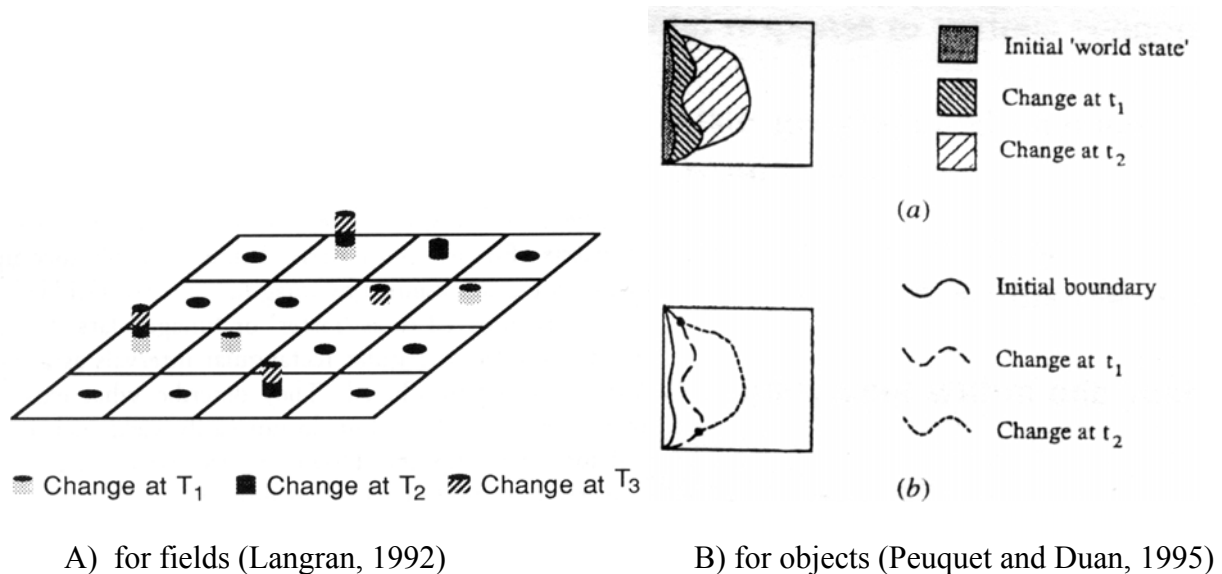 Initial 'world state'
Change at t₁
Change at t₂
(a)
Initial boundary
Change at t₁
Change at t₂
(b)
Change at T₁ Change at T₂ Change at T₃
A) for fields (Langran, 1992)
B) for objects (Peuquet and Duan, 1995)